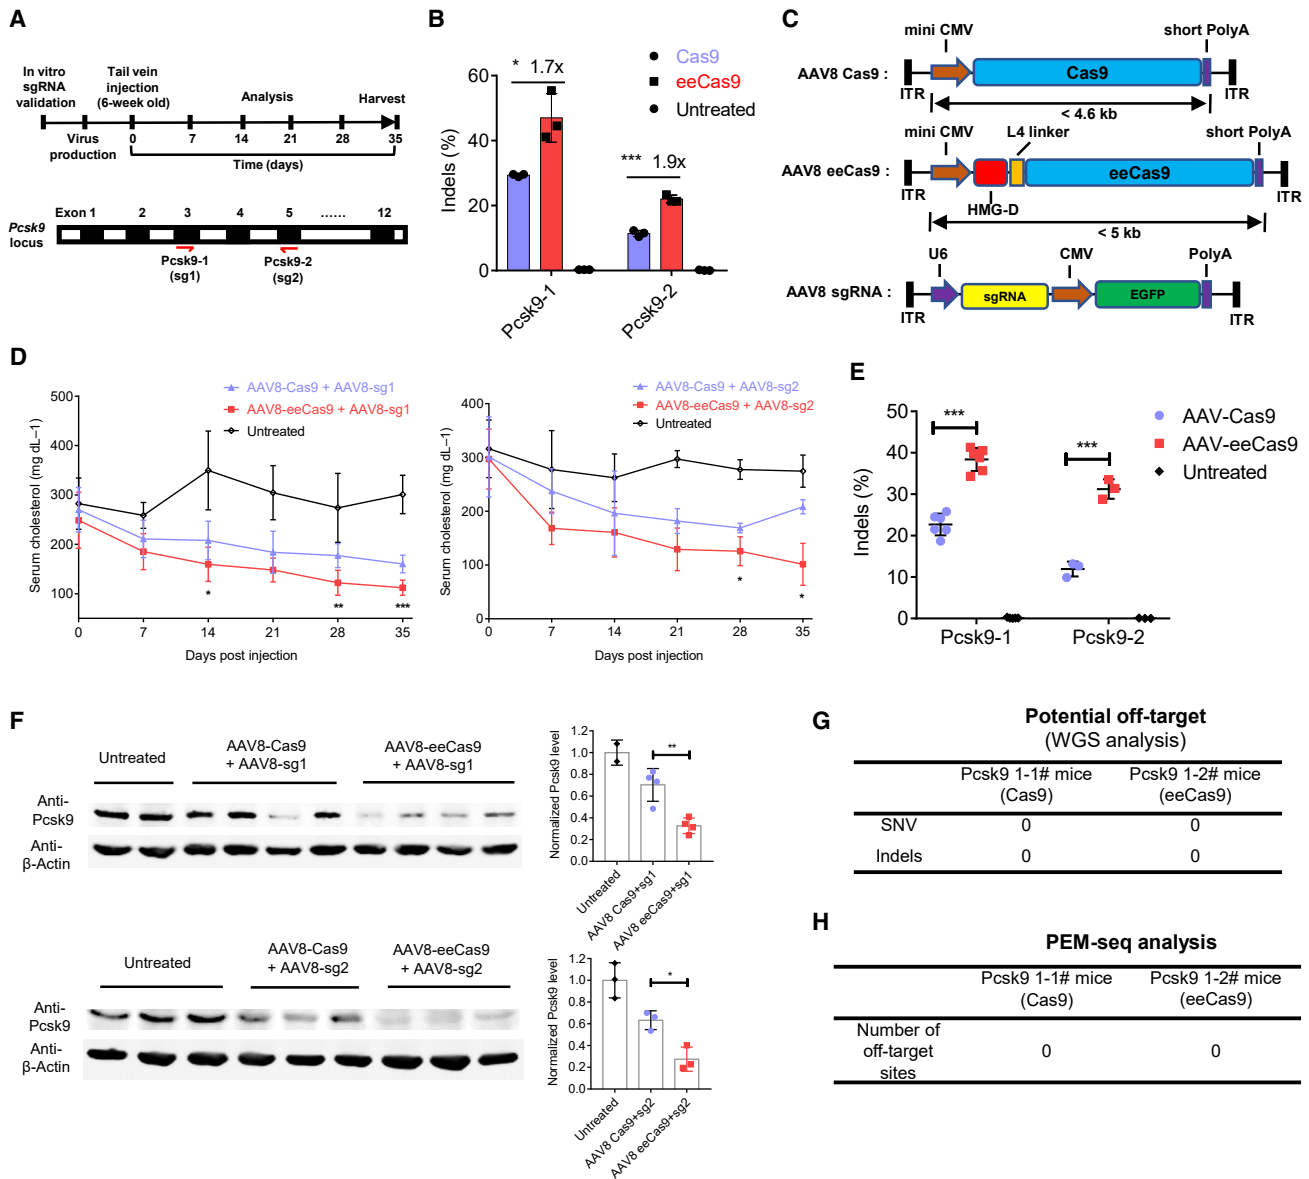 A
In vitro
sgRNA
validation
Tail vein
injection
(6-week old)
Analysis
Harvest
Virus
production
0
7
14
21
28
35
Time (days)
Exon 1
2
3
4
5
......
12
Pcsk9
locus
Pcsk9-1
(sg1)
Pcsk9-2
(sg2)
B
Cas9
eeCas9
Untreated
* 1.7x
*** 1.9x
Indels (%)
60
40
20
0
Pcsk9-1
Pcsk9-2
C
mini CMV
short PolyA
AAV8 Cas9 :
Cas9
ITR
ITR
< 4.6 kb
mini CMV
L4 linker
short PolyA
AAV8 eeCas9 :
eeCas9
ITR
HMG-D
ITR
< 5 kb
U6
CMV
PolyA
AAV8 sgRNA :
sgRNA
EGFP
ITR
ITR
D
AAV8-Cas9 + AAV8-sg1
AAV8-eeCas9 + AAV8-sg1
Untreated
Serum cholesterol (mg dL–1)
500
400
300
200
100
*
**
***
0
7
14
21
28
35
Days post injection
AAV8-Cas9 + AAV8-sg2
AAV8-eeCas9 + AAV8-sg2
Untreated
Serum cholesterol (mg dL–1)
400
300
200
100
0
*
*
0
7
14
21
28
35
Days post injection
E
AAV-Cas9
AAV-eeCas9
Untreated
***
***
Indels (%)
50
40
30
20
10
0
Pcsk9-1
Pcsk9-2
F
Untreated
AAV8-Cas9
+ AAV8-sg1
AAV8-eeCas9
+ AAV8-sg1
Anti-
Pcsk9
Anti-
β-Actin
Normalized Pcsk9 level
1.2
1.0
0.8
0.6
0.4
0.2
0.0
**
Untreated
AAV8 Cas9+sg1
AAV8 eeCas9+sg1
Untreated
AAV8-Cas9
+ AAV8-sg2
AAV8-eeCas9
+ AAV8-sg2
Anti-
Pcsk9
Anti-
β-Actin
Normalized Pcsk9 level
1.2
1.0
0.8
0.6
0.4
0.2
0.0
*
Untreated
AAV8 Cas9+sg2
AAV8 eeCas9+sg2
G
Potential off-target
(WGS analysis)
Pcsk9 1-1# mice
(Cas9)
Pcsk9 1-2# mice
(eeCas9)
SNV 0 0
Indels 0 0
H
PEM-seq analysis
Pcsk9 1-1# mice
(Cas9)
Pcsk9 1-2# mice
(eeCas9)
Number of
off-target
sites
0 0